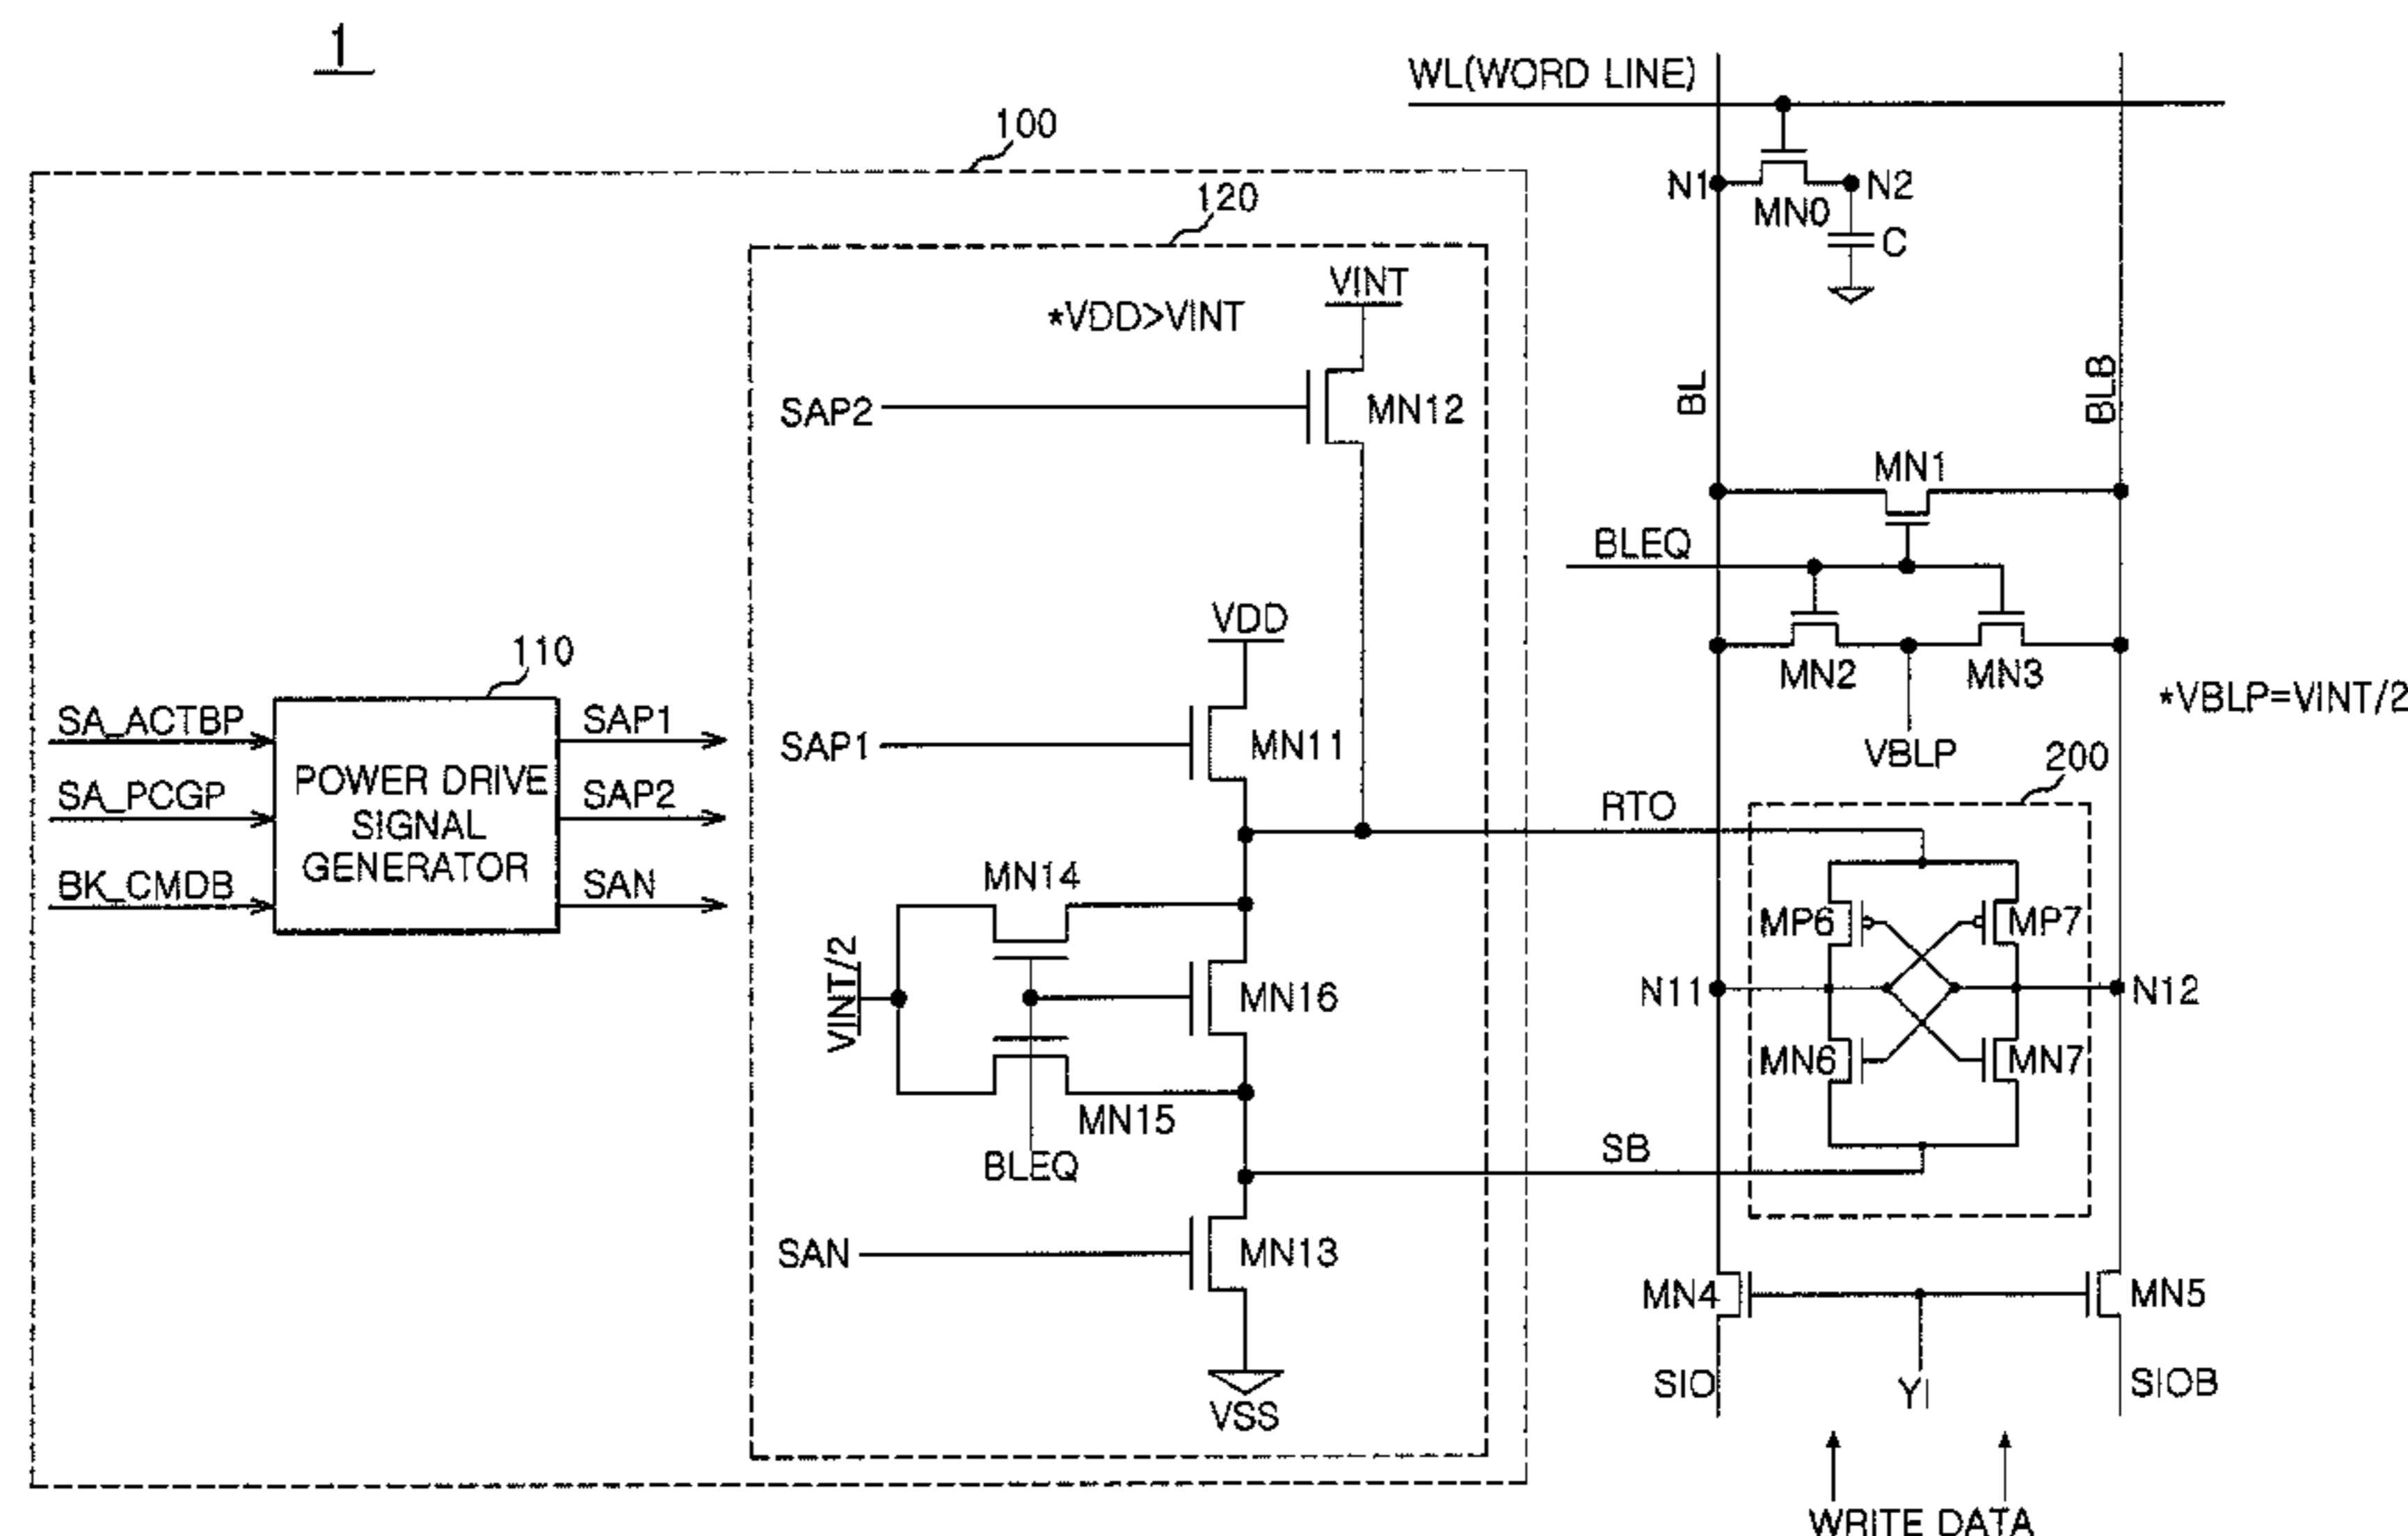 1
WL(WORD LINE)
100
N1
N2
MN0
C
120
VINT
*VDD>VINT
SAP2
MN12
BL
BLB
MN1
BLEQ
VDD
MN2
MN3
*VBLP=VINT/2
110
SA_ACTBP
SAP1
SAP1
MN11
VBLP
200
SA_PCGP
POWER DRIVE
SIGNAL
GENERATOR
SAP2
RTO
BK_CMDB
SAN
MN14
MP6
MP7
VINT/2
MN16
N11
N12
MN6
MN7
MN15
BLEQ
SB
SAN
MN13
MN4
MN5
SIO
YI
SIOB
VSS
WRITE DATA